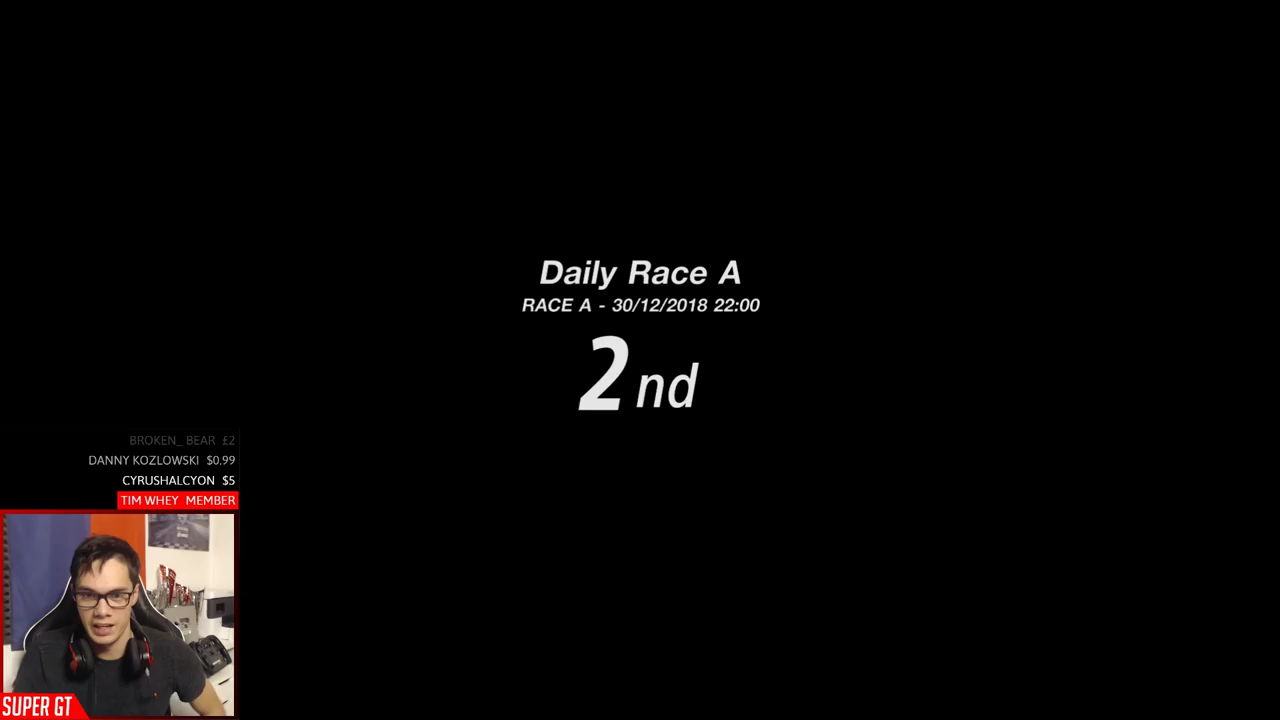 Daily Race A
RACE A - 30/12/2018 22:00
2nd
BROKEN_ BEAR £2
DANNY KOZLOWSKI $0.99
CYRUSHALCYON $5
TIM WHEY MEMBER
SUPER GT